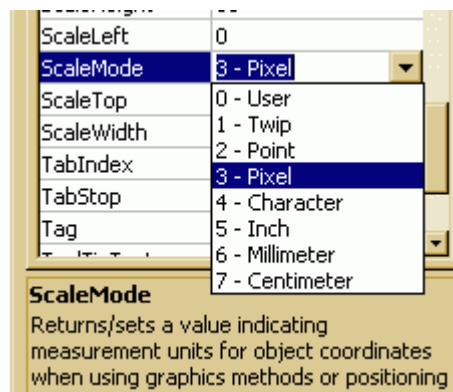 ScaleLeft 0
ScaleMode 3 - Pixel
ScaleTop 0 - User
1 - Twip
ScaleWidth 2 - Point
TabIndex 3 - Pixel
TabStop 4 - Character
Tag 5 - Inch
6 - Millimeter
7 - Centimeter
ScaleMode
Returns/sets a value indicating
measurement units for object coordinates
when using graphics methods or positioning